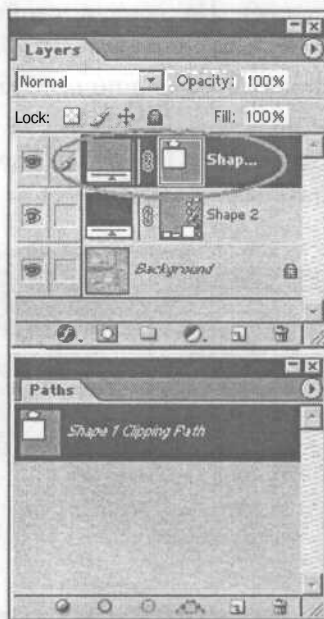 Layers
Normal Opacity: 100%
Lock: Fill: 100%
Shap...
Shape 2
Background
Paths
Shape 1 Clipping Path